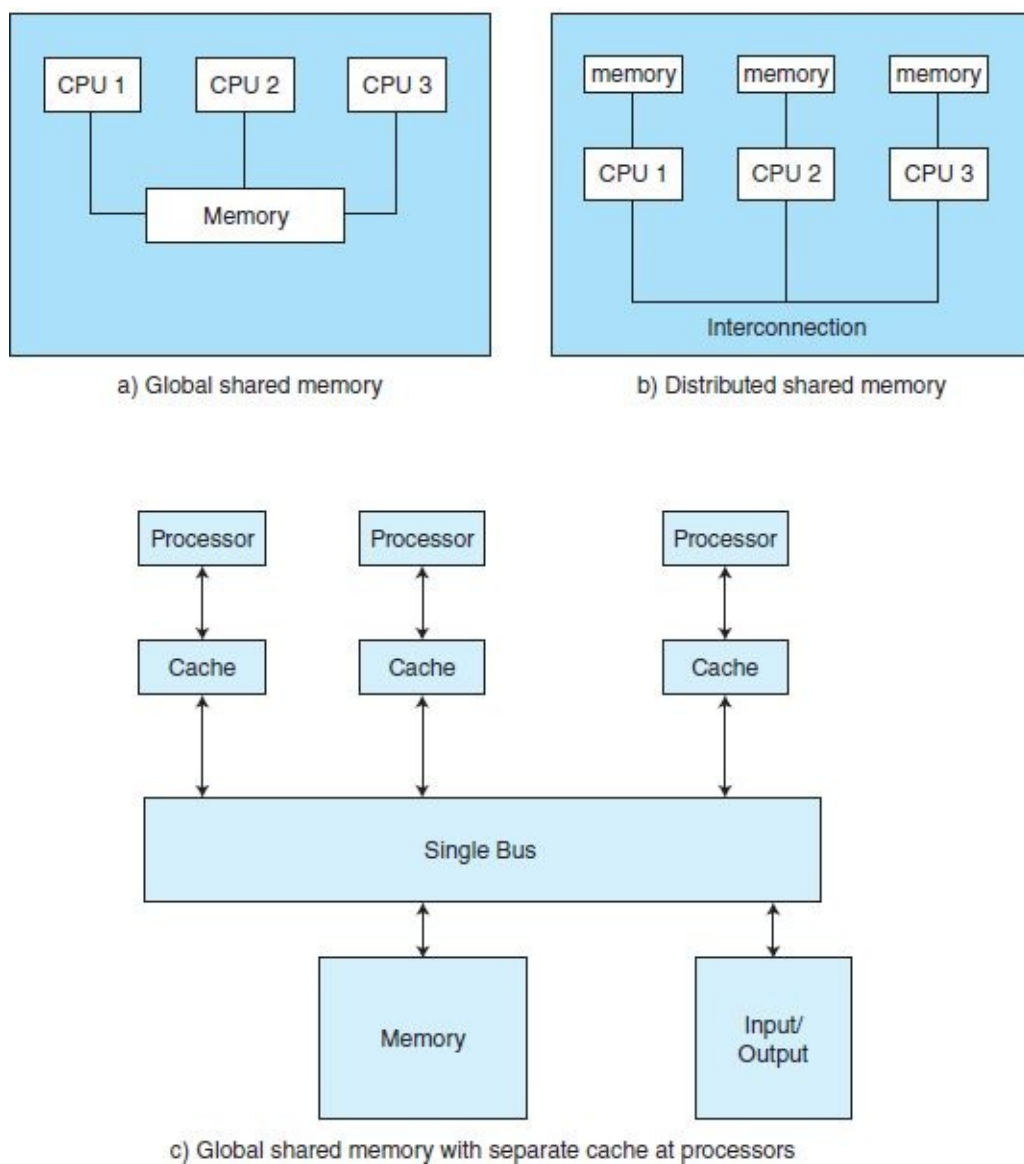 CPU 1 CPU 2 CPU 3
Memory
a) Global shared memory
memory memory memory
CPU 1 CPU 2 CPU 3
Interconnection
b) Distributed shared memory
Processor Processor Processor
Cache Cache Cache
Single Bus
Memory
Input/
Output
c) Global shared memory with separate cache at processors